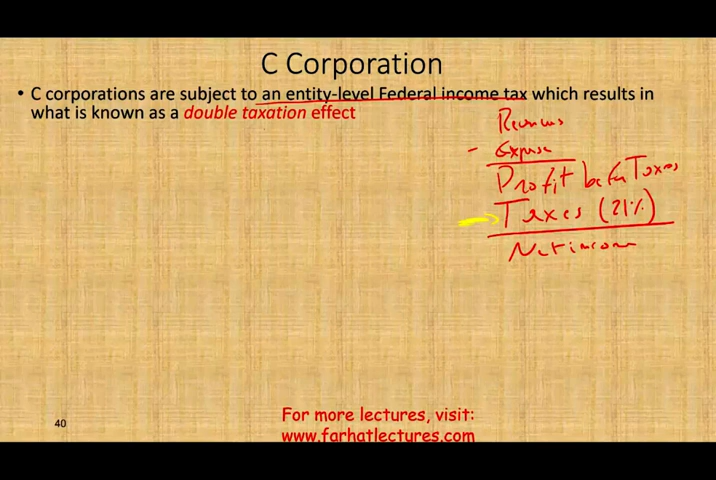 C Corporation
• C corporations are subject to an entity-level Federal income tax which results in
what is known as a double taxation effect
Revenues
- Expense
Profit before Taxes
Taxes (21%)
Net income
40
For more lectures, visit:
www.farhatlectures.com